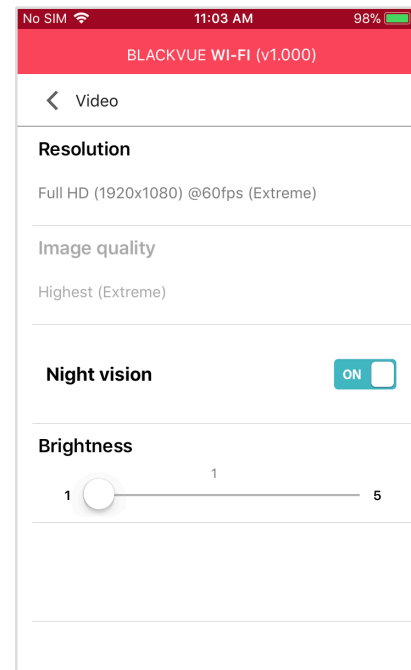 No SIM 11:03 AM 98%
BLACKVUE WI-FI (v1.000)
Video
Resolution
Full HD (1920x1080) @60fps (Extreme)
Image quality
Highest (Extreme)
Night vision ON
Brightness
1
1 5